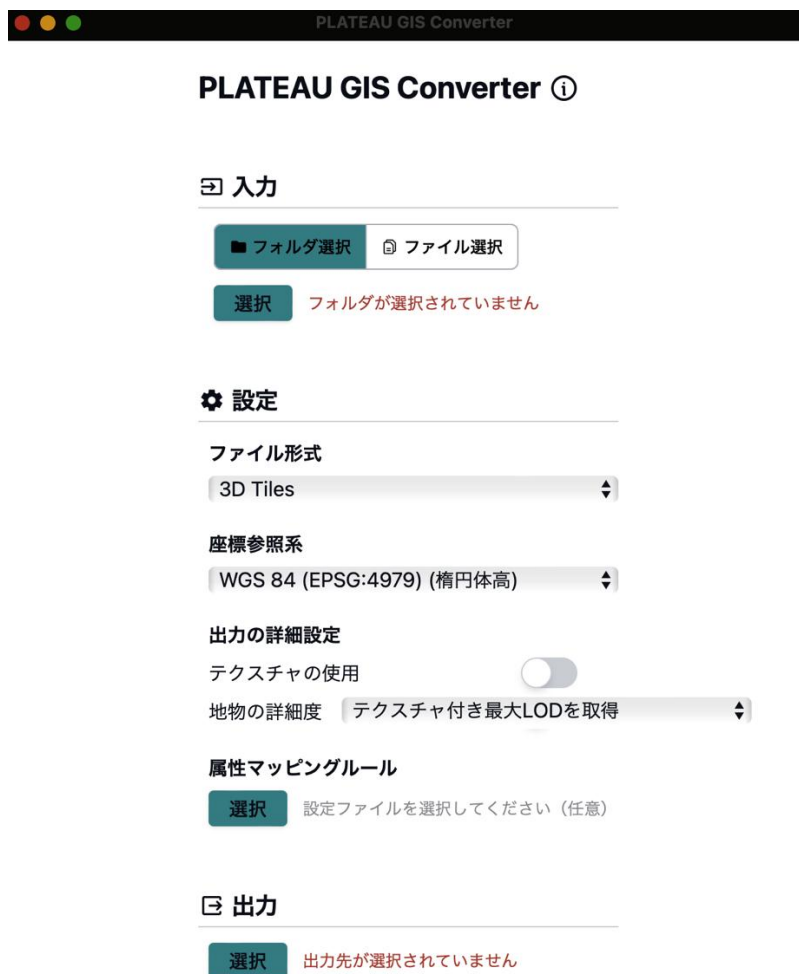 PLATEAU GIS Converter
PLATEAU GIS Converter
入力
フォルダ選択 ファイル選択
選択 フォルダが選択されていません
設定
ファイル形式
3D Tiles
座標参照系
WGS 84 (EPSG:4979) (楕円体高)
出力の詳細設定
テクスチャの使用
地物の詳細度 テクスチャ付き最大LODを取得
属性マッピングルール
選択 設定ファイルを選択してください（任意）
出力
選択 出力先が選択されていません